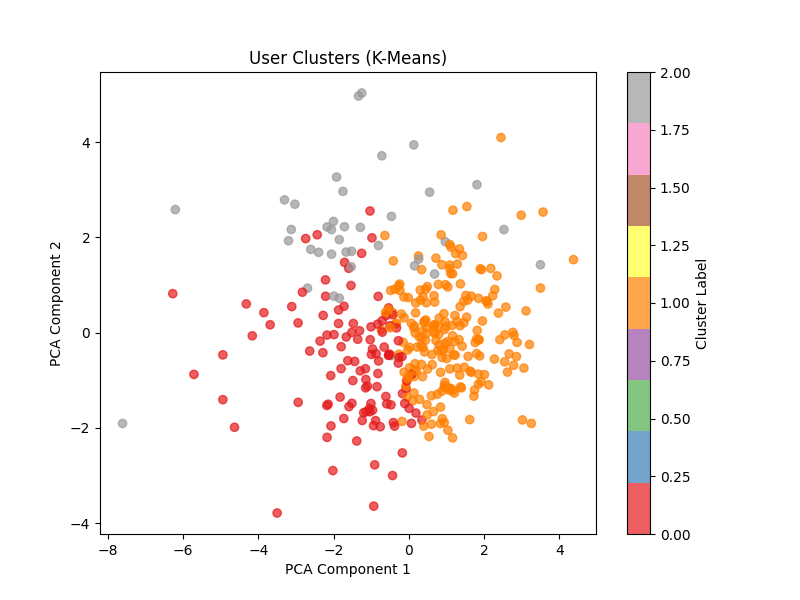 User Clusters (K-Means)
4
2
0
−2
−4
PCA Component 2
−8 −6 −4 −2 0 2 4
PCA Component 1
2.00
1.75
1.50
1.25
1.00
0.75
0.50
0.25
0.00
Cluster Label